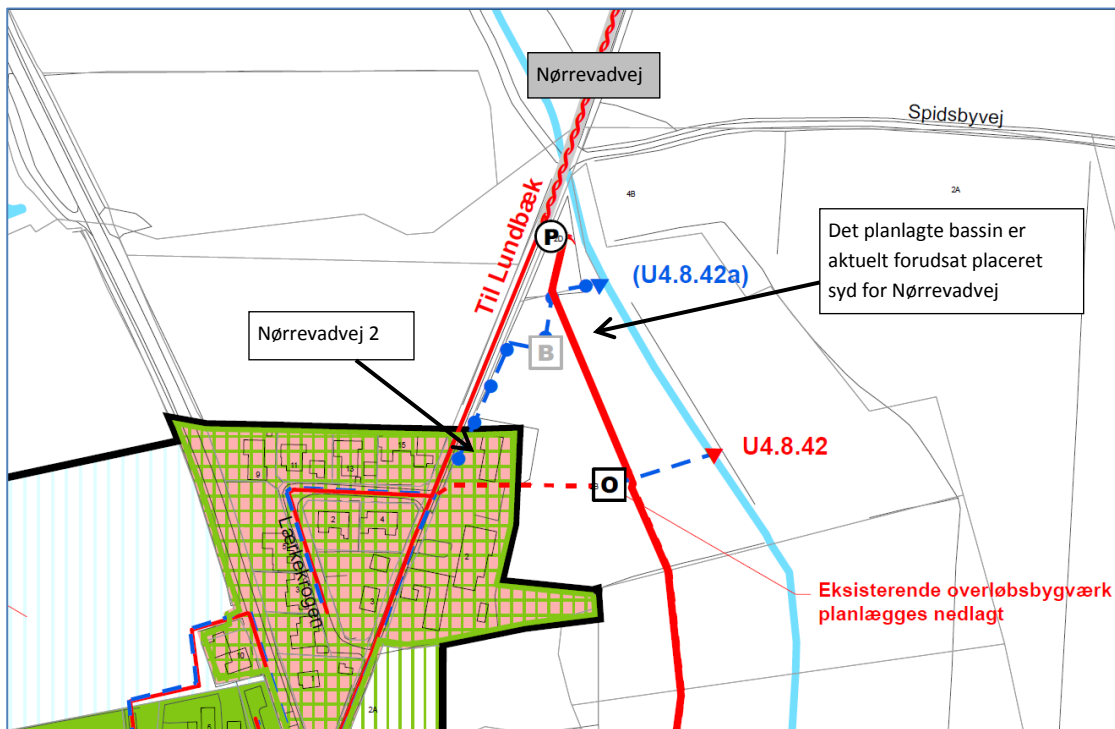 Nørrevadvej
Spidsbyvej
4B
2A
Til Lundbæk
P
Det planlagte bassin er
aktuelt forudsat placeret
syd for Nørrevadvej
(U4.8.42a)
Nørrevadvej 2
B
U4.8.42
O
15
11
13
9
2
4
2
3
Lærkekrogen
Eksisterende overløbsbygværk
planlægges nedlagt
10
2A